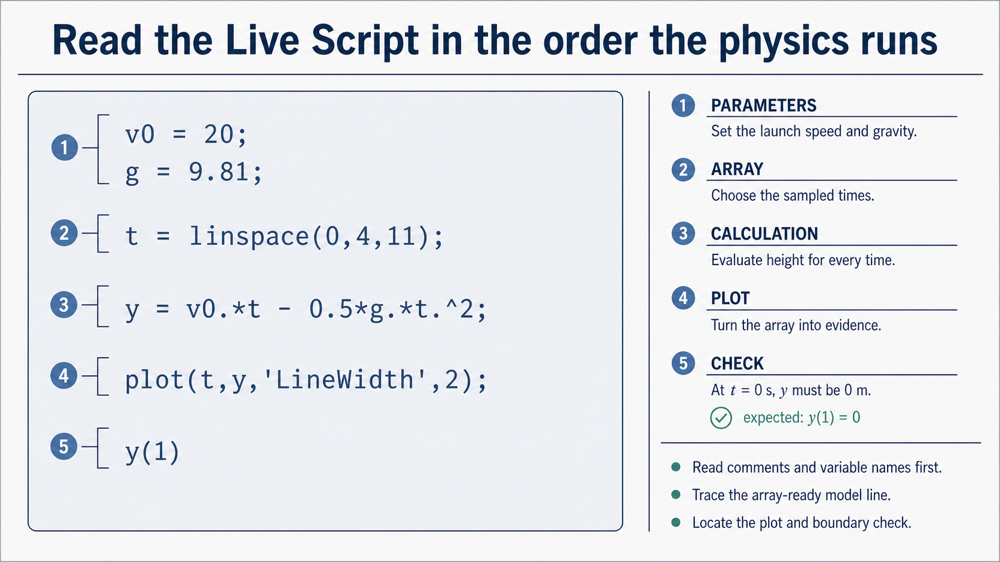 Read the Live Script in the order the physics runs
1
v0 = 20;
g = 9.81;
2
t = linspace(0,4,11);
3
y = v0.*t - 0.5*g.*t.^2;
4
plot(t,y,'LineWidth',2);
5
y(1)
1 PARAMETERS
Set the launch speed and gravity.
2 ARRAY
Choose the sampled times.
3 CALCULATION
Evaluate height for every time.
4 PLOT
Turn the array into evidence.
5 CHECK
At t = 0 s, y must be 0 m.
expected: y(1) = 0
Read comments and variable names first.
Trace the array-ready model line.
Locate the plot and boundary check.